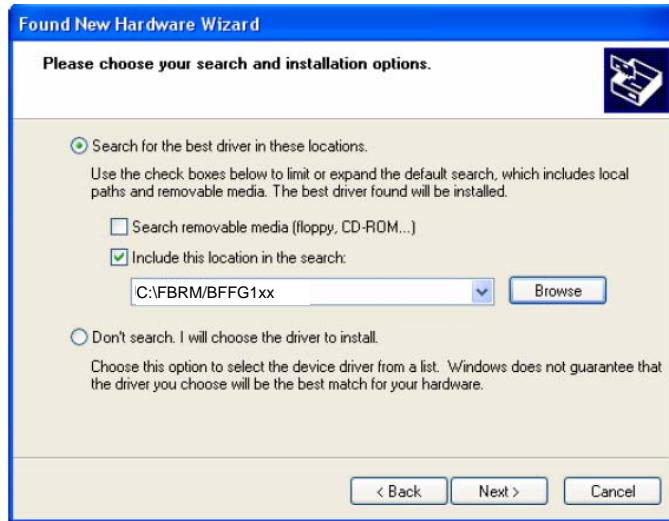 Found New Hardware Wizard
Please choose your search and installation options.
Search for the best driver in these locations.
Use the check boxes below to limit or expand the default search, which includes local
paths and removable media. The best driver found will be installed.
Search removable media (floppy, CD-ROM...)
Include this location in the search:
C:\FBRM/BFFG1xx
Browse
Don't search. I will choose the driver to install.
Choose this option to select the device driver from a list. Windows does not guarantee that
the driver you choose will be the best match for your hardware.
< Back
Next >
Cancel